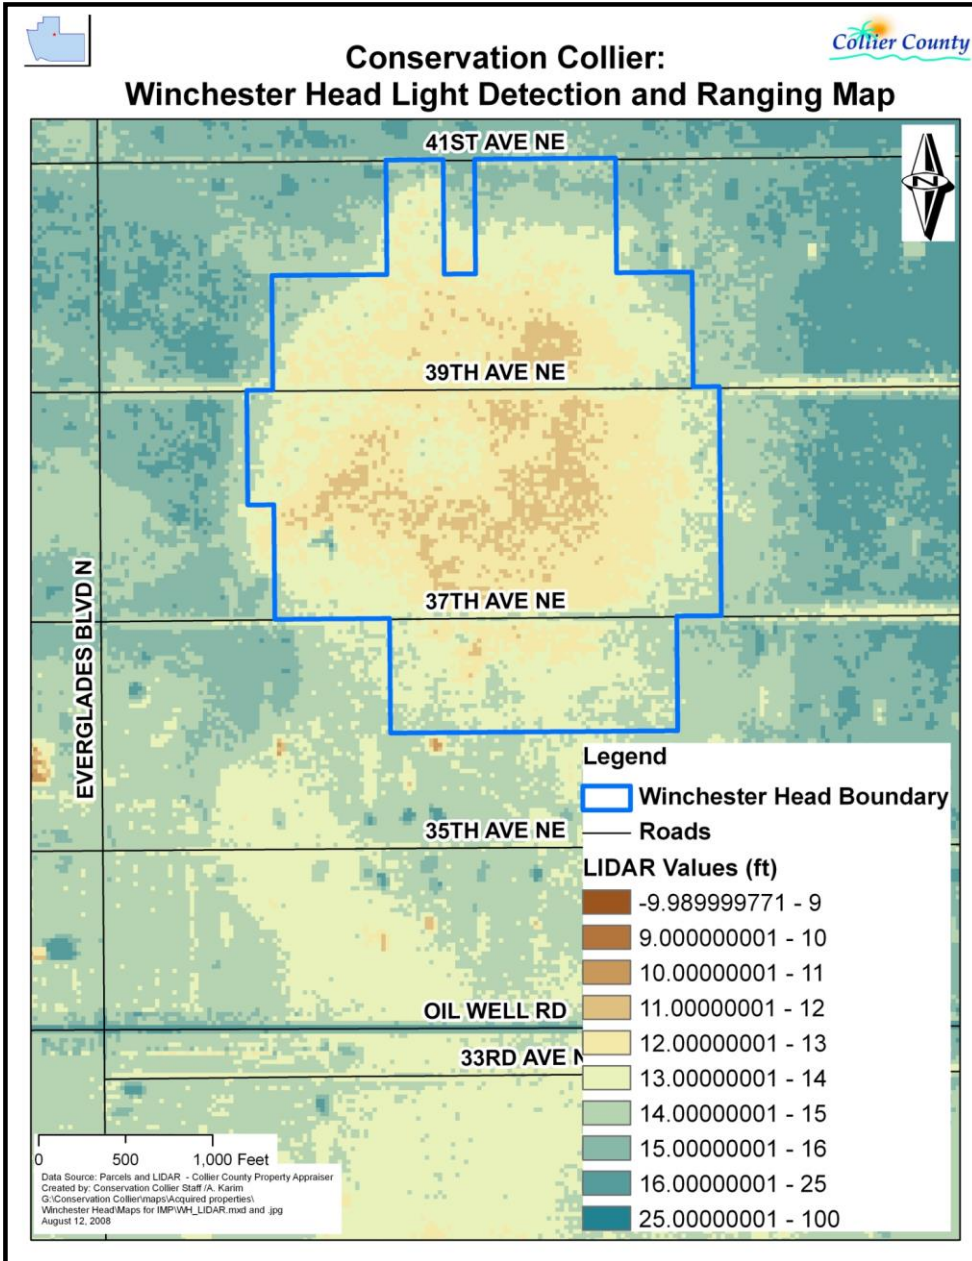 Collier County
Conservation Collier:
Winchester Head Light Detection and Ranging Map
41ST AVE NE
N
39TH AVE NE
37TH AVE NE
EVERGLADES BLVD N
35TH AVE NE
OIL WELL RD
33RD AVE N
Legend
Winchester Head Boundary
Roads
LIDAR Values (ft)
-9.989999771 - 9
9.000000001 - 10
10.00000001 - 11
11.00000001 - 12
12.00000001 - 13
13.00000001 - 14
14.00000001 - 15
15.00000001 - 16
16.00000001 - 25
25.00000001 - 100
0 500 1,000 Feet
Data Source: Parcels and LIDAR - Collier County Property Appraiser
Created by: Conservation Collier Staff /A. Karim
G:\Conservation Collier\maps\Acquired properties\
Winchester Head\Maps for IMP\WH_LIDAR.mxd and .jpg
August 12, 2008